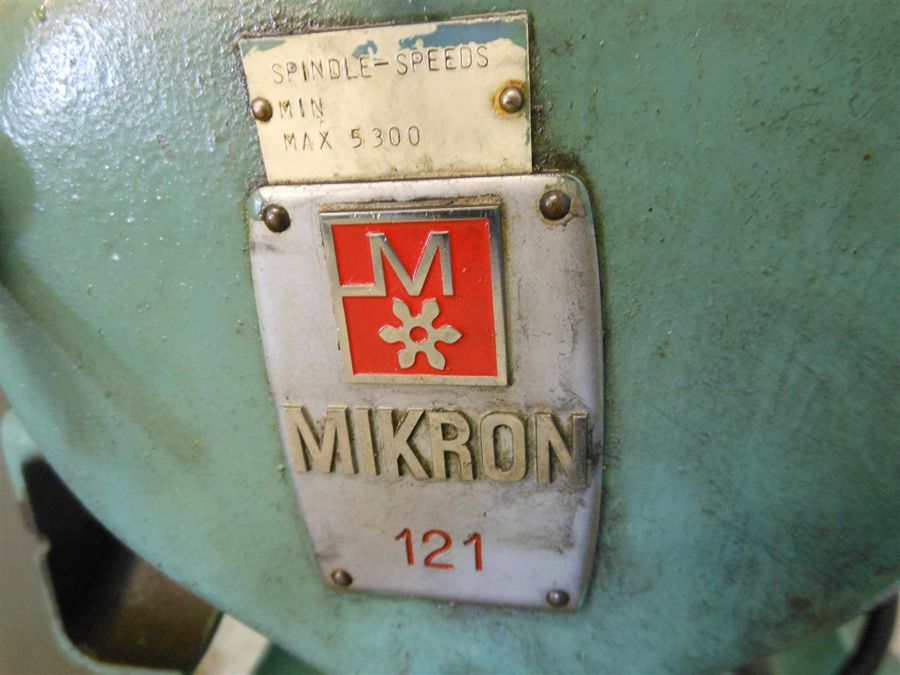 SPINDLE-SPEEDS
MIN
MAX 5300
M
MIKRON
121